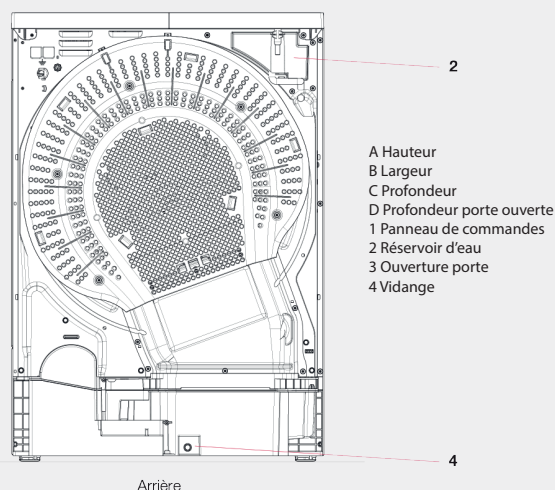 2
A Hauteur
B Largeur
C Profondeur
D Profondeur porte ouverte
1 Panneau de commandes
2 Réservoir d'eau
3 Ouverture porte
4 Vidange
4
Arrière